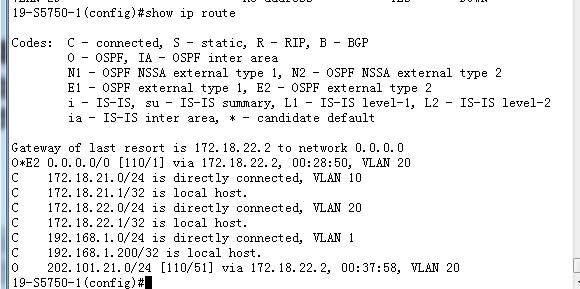 19-S5750-1(config)#show ip route
Codes:  C - connected, S - static, R - RIP, B - BGP
O - OSPF, IA - OSPF inter area
N1 - OSPF NSSA external type 1, N2 - OSPF NSSA external type 2
E1 - OSPF external type 1, E2 - OSPF external type 2
i - IS-IS, su - IS-IS summary, L1 - IS-IS level-1, L2 - IS-IS level-2
ia - IS-IS inter area, * - candidate default
Gateway of last resort is 172.18.22.2 to network 0.0.0.0
O*E2 0.0.0.0/0 [110/1] via 172.18.22.2, 00:28:50, VLAN 20
C    172.18.21.0/24 is directly connected, VLAN 10
C    172.18.21.1/32 is local host.
C    172.18.22.0/24 is directly connected, VLAN 20
C    172.18.22.1/32 is local host.
C    192.168.1.0/24 is directly connected, VLAN 1
C    192.168.1.200/32 is local host.
O    202.101.21.0/24 [110/51] via 172.18.22.2, 00:37:58, VLAN 20
19-S5750-1(config)#